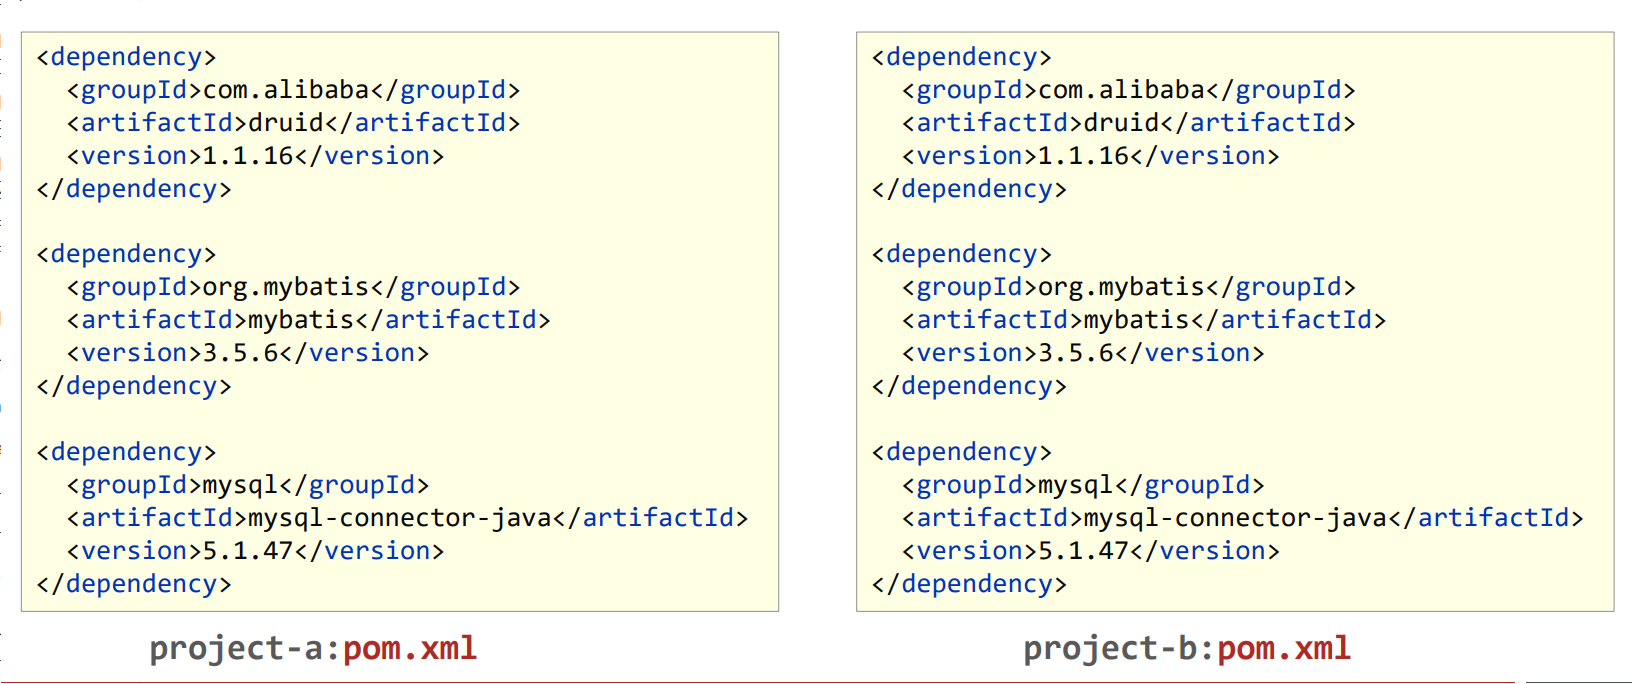 <dependency>
  <groupId>com.alibaba</groupId>
  <artifactId>druid</artifactId>
  <version>1.1.16</version>
</dependency>

<dependency>
  <groupId>org.mybatis</groupId>
  <artifactId>mybatis</artifactId>
  <version>3.5.6</version>
</dependency>

<dependency>
  <groupId>mysql</groupId>
  <artifactId>mysql-connector-java</artifactId>
  <version>5.1.47</version>
</dependency>
project-a:pom.xml
<dependency>
  <groupId>com.alibaba</groupId>
  <artifactId>druid</artifactId>
  <version>1.1.16</version>
</dependency>

<dependency>
  <groupId>org.mybatis</groupId>
  <artifactId>mybatis</artifactId>
  <version>3.5.6</version>
</dependency>

<dependency>
  <groupId>mysql</groupId>
  <artifactId>mysql-connector-java</artifactId>
  <version>5.1.47</version>
</dependency>
project-b:pom.xml